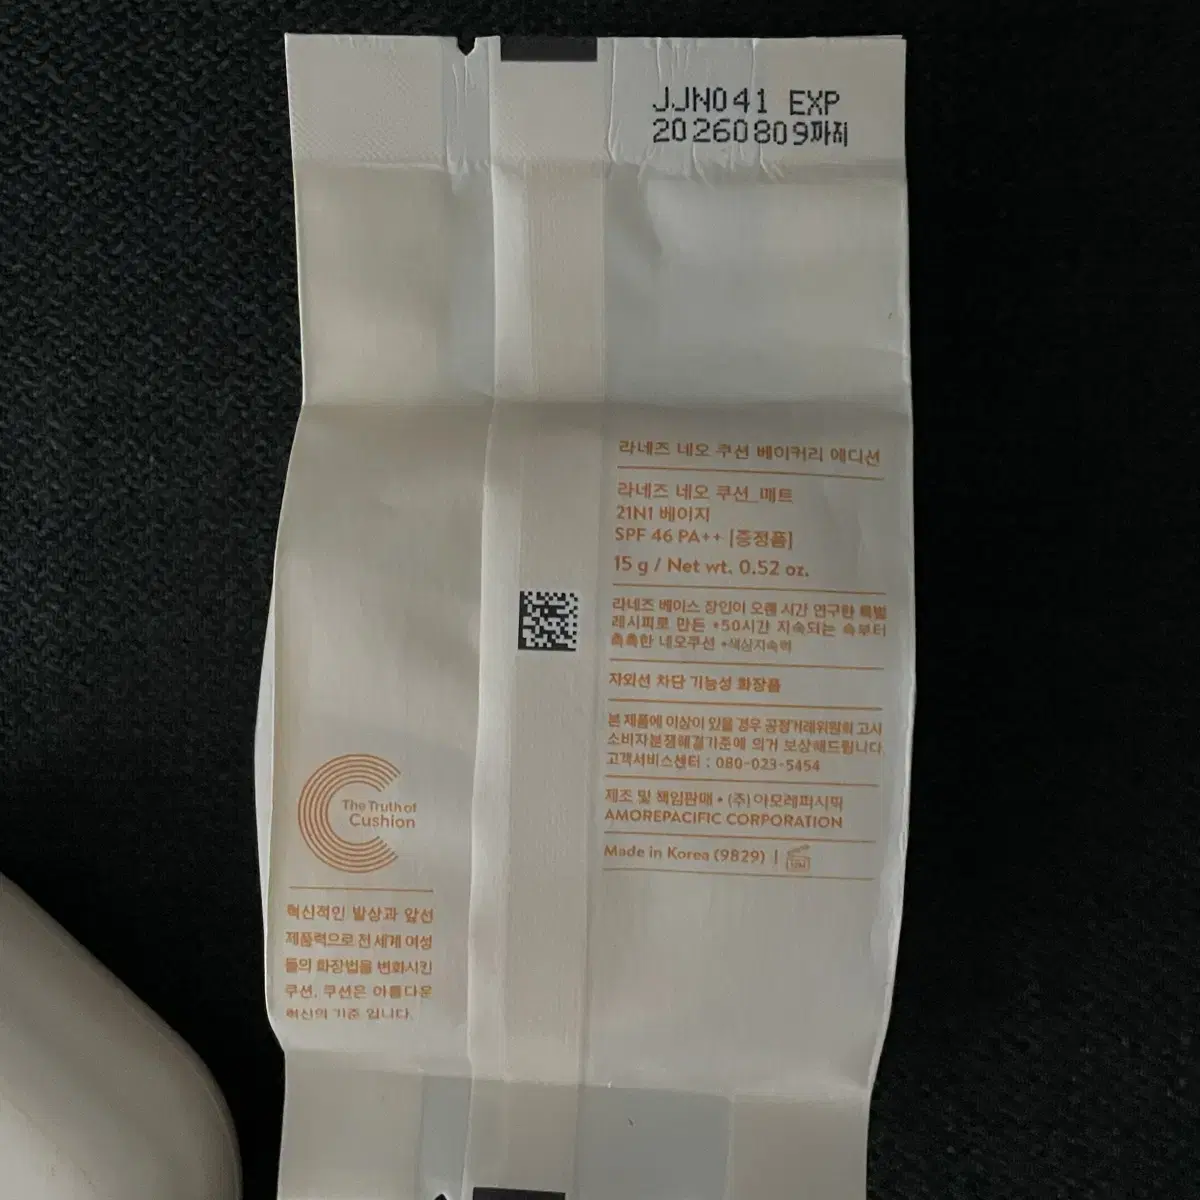 JJN041 EXP
20260809까지
라네즈 네오 쿠션 베이커리 에디션
라네즈 네오 쿠션_매트
21N1 베이지
SPF 46 PA++ [증정품]
15 g / Net wt. 0.52 oz.
라네즈 베이스 장인이 오랜 시간 연구한 특별
레시피로 만든 *50시간 지속되는 속부터
촉촉한 네오쿠션 *색상지속력
자외선 차단 기능성 화장품
본 제품에 이상이 있을 경우 공정거래위원회 고시
소비자분쟁해결기준에 의거 보상해드립니다.
고객서비스센터 : 080-023-5454
제조 및 책임판매 • (주)아모레퍼시픽
AMOREPACIFIC CORPORATION
Made in Korea (9829) |
The Truth of
Cushion
혁신적인 발상과 앞선
제품력으로 전 세계 여성
들의 화장법을 변화시킨
쿠션, 쿠션은 아름다운
혁신의 기준 입니다.